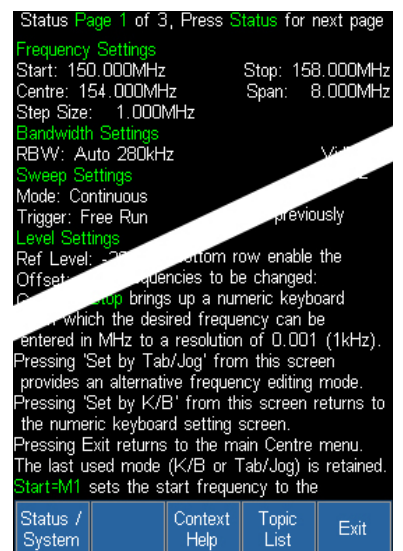 Status Page 1 of 3, Press Status for next page
Frequency Settings
Start: 150.000MHz Stop: 158.000MHz
Centre: 154.000MHz Span: 8.000MHz
Step Size: 1.000MHz
Bandwidth Settings
RBW: Auto 280kHz
Sweep Settings
Mode: Continuous
Trigger: Free Run previously
Level Settings
Ref Level: bottom row enable the
Offset: to be changed:
Stop brings up a numeric keyboard
which the desired frequency can be
entered in MHz to a resolution of 0.001 (1kHz).
Pressing 'Set by Tab/Jog' from this screen
provides an alternative frequency editing mode.
Pressing 'Set by K/B' from this screen returns to
the numeric keyboard setting screen.
Pressing Exit returns to the main Centre menu.
The last used mode (K/B or Tab/Jog) is retained.
Start=M1 sets the start frequency to the
Status / System
Context Help
Topic List
Exit